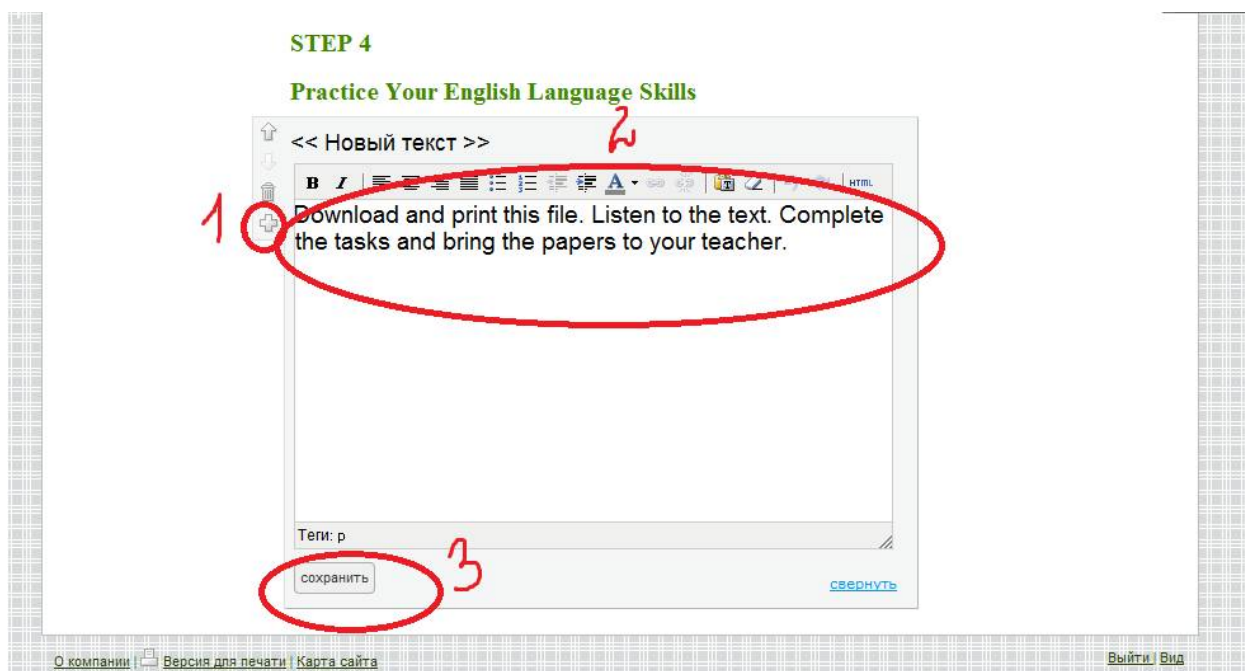 STEP 4
Practice Your English Language Skills
2
<< Новый текст >>
B I A HTML
1
Download and print this file. Listen to the text. Complete
the tasks and bring the papers to your teacher.
Теги: p
3
сохранить
свернуть
О компании | Версия для печати | Карта сайта
Выйти | Вид